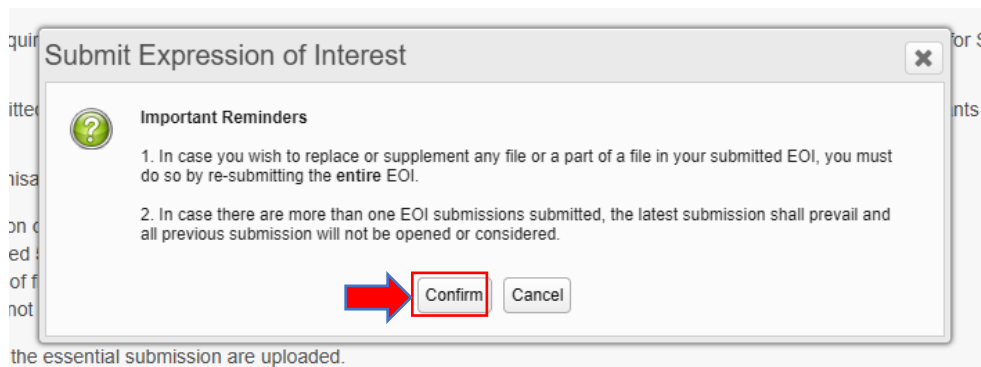 Submit Expression of Interest
for
Important Reminders
1. In case you wish to replace or supplement any file or a part of a file in your submitted EOI, you must
do so by re-submitting the entire EOI.
2. In case there are more than one EOI submissions submitted, the latest submission shall prevail and
all previous submission will not be opened or considered.
of
not
Confirm Cancel
the essential submission are uploaded.